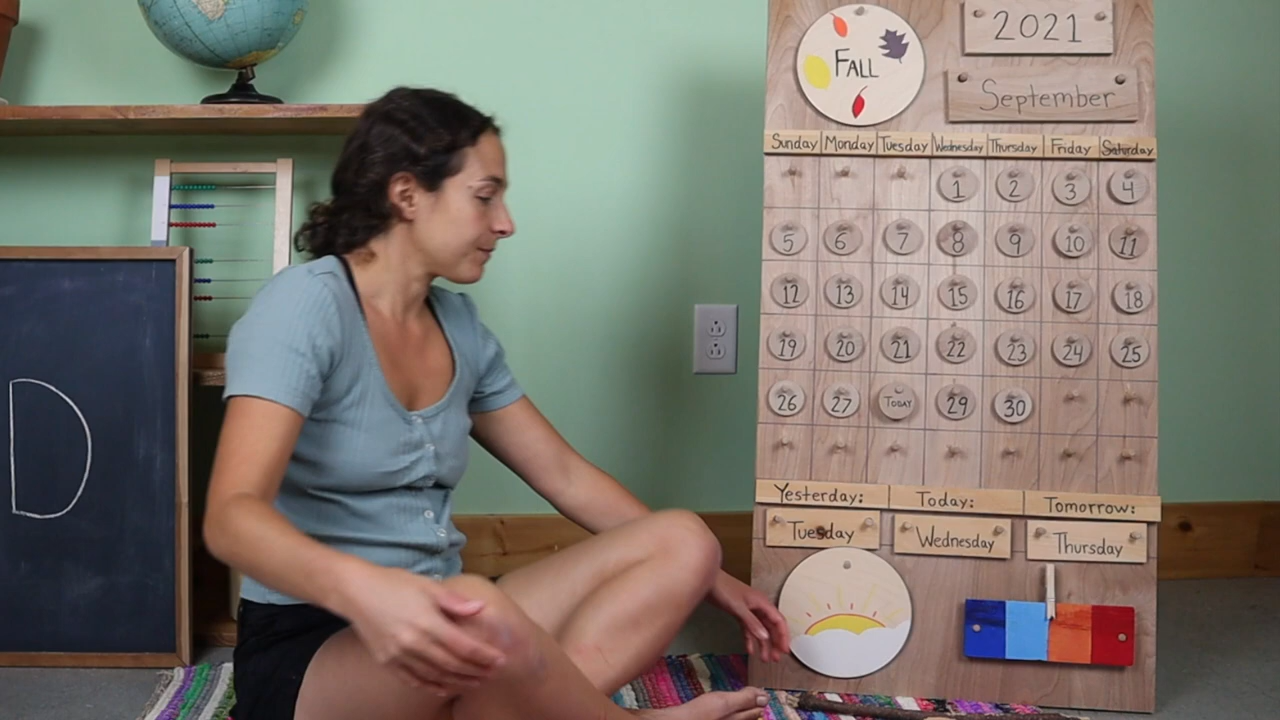 2021
FALL
September
Sunday Monday Tuesday Wednesday Thursday Friday Saturday
1 2 3 4
5 6 7 8 9 10 11
12 13 14 15 16 17 18
19 20 21 22 23 24 25
26 27 TODAY 29 30
Yesterday: Today: Tomorrow:
Tuesday Wednesday Thursday
D